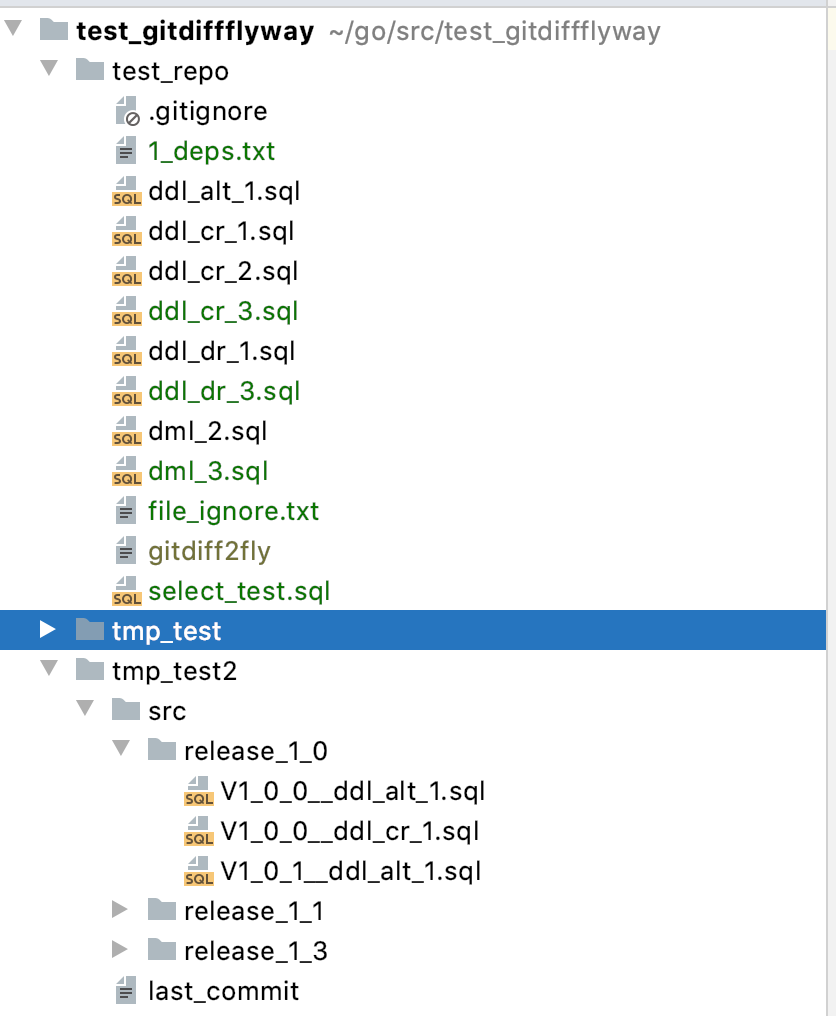 test_gitdiffflyway ~/go/src/test_gitdiffflyway
test_repo
.gitignore
1_deps.txt
SQL ddl_alt_1.sql
SQL ddl_cr_1.sql
SQL ddl_cr_2.sql
SQL ddl_cr_3.sql
SQL ddl_dr_1.sql
SQL ddl_dr_3.sql
SQL dml_2.sql
SQL dml_3.sql
file_ignore.txt
gitdiff2fly
SQL select_test.sql
tmp_test
tmp_test2
src
release_1_0
SQL V1_0_0__ddl_alt_1.sql
SQL V1_0_0__ddl_cr_1.sql
SQL V1_0_1__ddl_alt_1.sql
release_1_1
release_1_3
last_commit